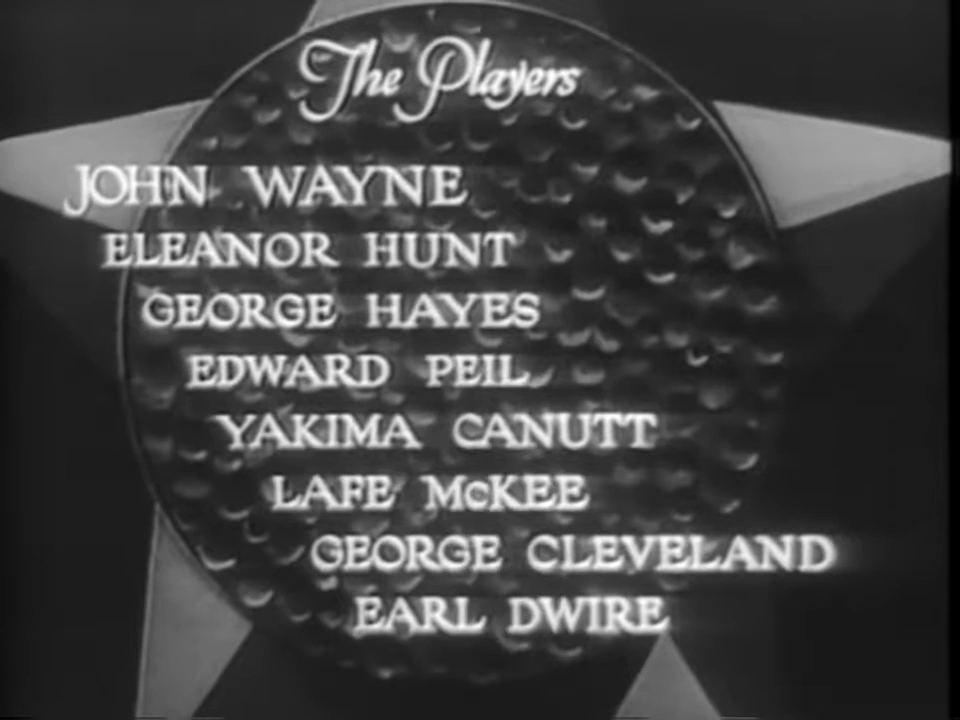 The Players
JOHN WAYNE
ELEANOR HUNT
GEORGE HAYES
EDWARD PEIL
YAKIMA CANUTT
LAFE McKEE
GEORGE CLEVELAND
EARL DWIRE